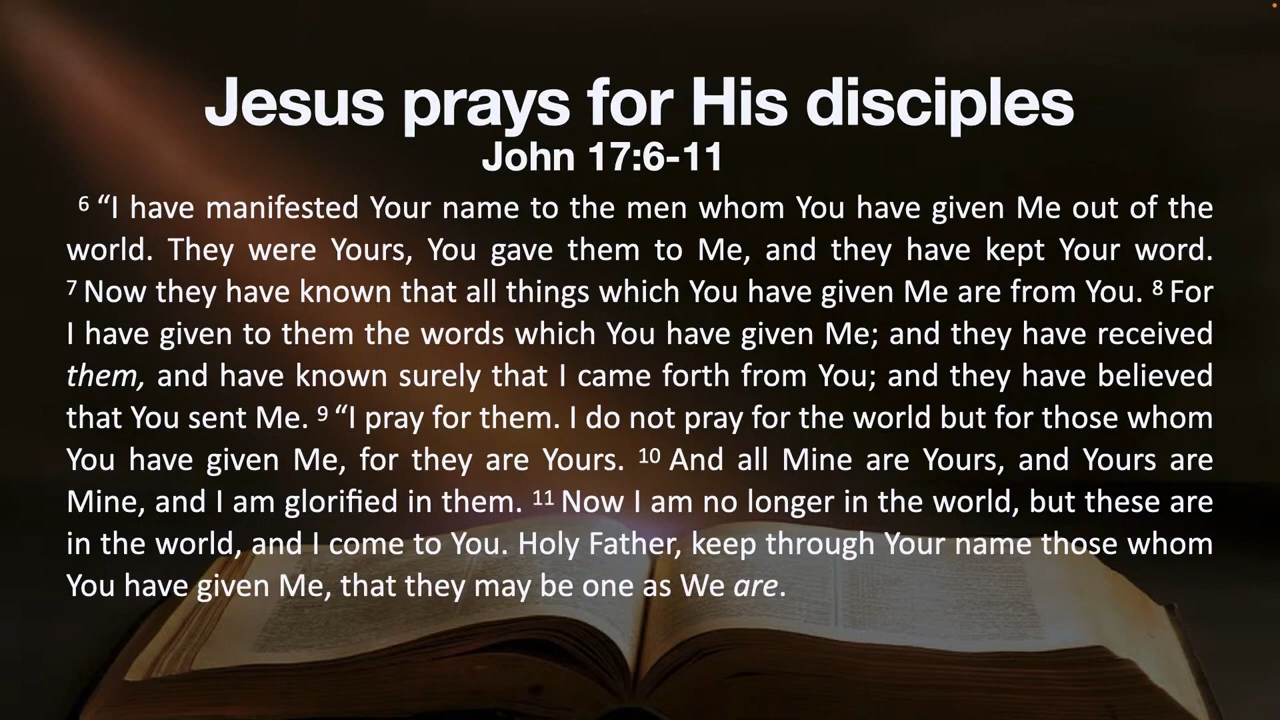 Jesus prays for His disciples
John 17:6-11
6 “I have manifested Your name to the men whom You have given Me out of the
world. They were Yours, You gave them to Me, and they have kept Your word.
7 Now they have known that all things which You have given Me are from You. 8 For
I have given to them the words which You have given Me; and they have received
them, and have known surely that I came forth from You; and they have believed
that You sent Me. 9 “I pray for them. I do not pray for the world but for those whom
You have given Me, for they are Yours. 10 And all Mine are Yours, and Yours are
Mine, and I am glorified in them. 11 Now I am no longer in the world, but these are
in the world, and I come to You. Holy Father, keep through Your name those whom
You have given Me, that they may be one as We are.